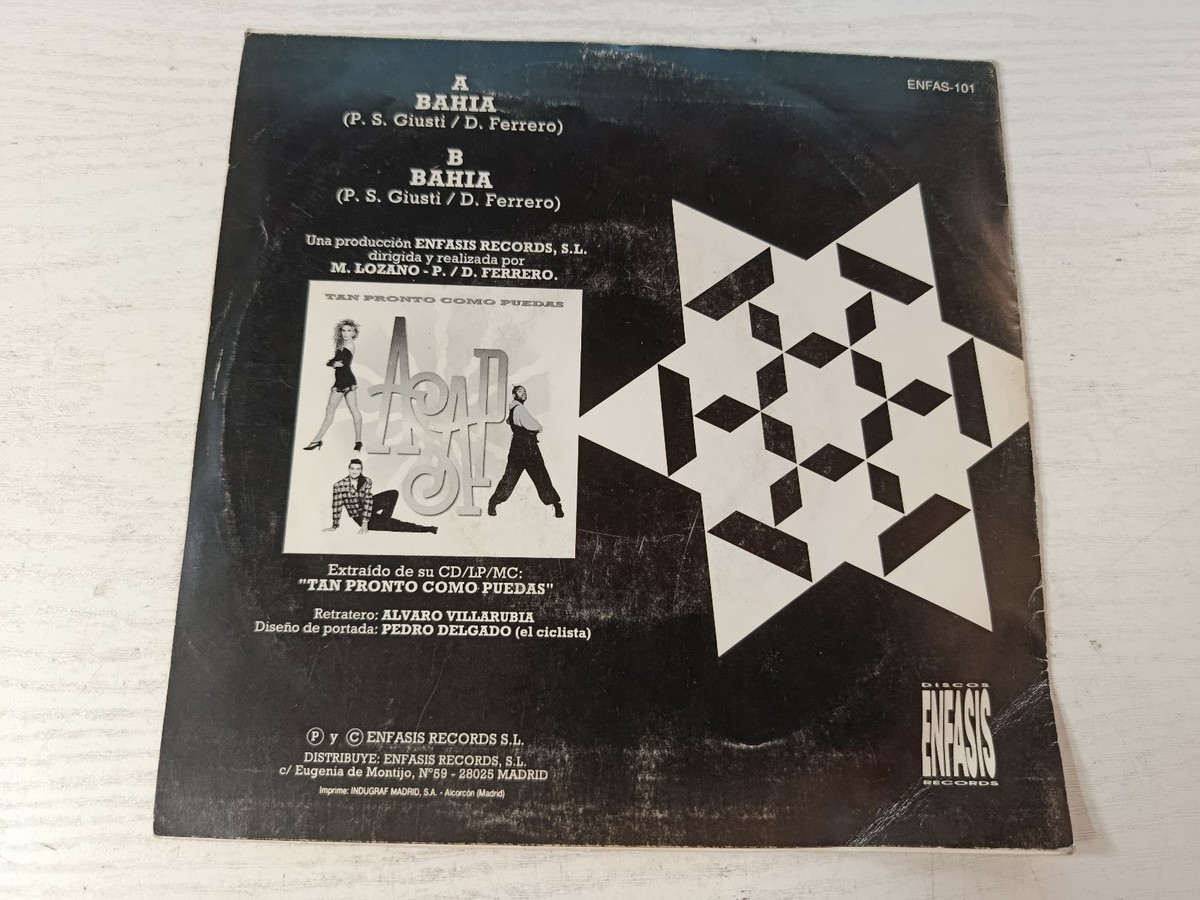 ENFAS-101
A
BAHIA
(P. S. Giusti / D. Ferrero)
B
BAHIA
(P. S. Giusti / D. Ferrero)
Una producción ENFASIS RECORDS, S.L.
dirigida y realizada por
M. LOZANO - P. / D. FERRERO.
TAN PRONTO COMO PUEDAS
ASAP
Extraído de su CD/LP/MC:
"TAN PRONTO COMO PUEDAS"
Retratero: ALVARO VILLARUBIA
Diseño de portada: PEDRO DELGADO (el ciclista)
Ⓟ y Ⓒ ENFASIS RECORDS S.L.
DISTRIBUYE: ENFASIS RECORDS, S.L.
c/ Eugenia de Montijo, Nº59 - 28025 MADRID
Imprime: INDUGRAF MADRID, S.A. - Alcorcón (Madrid)
DISCOS
ENFASIS
RECORDS